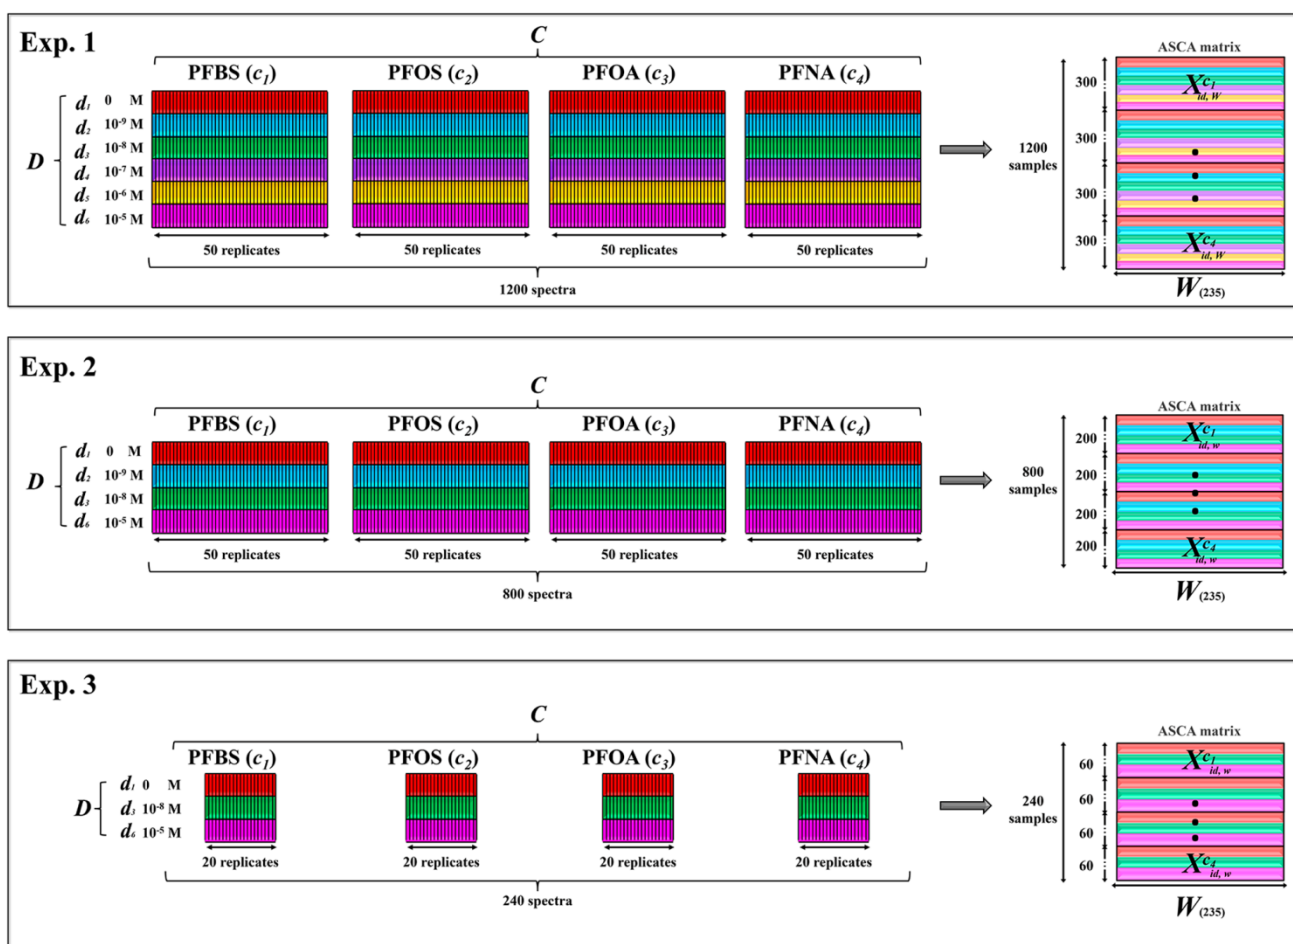 Exp. 1
C
PFBS (c1) PFOS (c2) PFOA (c3) PFNA (c4)
D
d1 0 M
d2 10-9 M
d3 10-8 M
d4 10-7 M
d5 10-6 M
d6 10-5 M
50 replicates 50 replicates 50 replicates 50 replicates
1200 spectra
1200 samples
ASCA matrix
300
300
300
300
X c1 id, W
X c4 id, W
W (235)
Exp. 2
C
PFBS (c1) PFOS (c2) PFOA (c3) PFNA (c4)
D
d1 0 M
d2 10-9 M
d3 10-8 M
d6 10-5 M
50 replicates 50 replicates 50 replicates 50 replicates
800 spectra
800 samples
ASCA matrix
200
200
200
200
X c1 id, w
X c4 id, w
W (235)
Exp. 3
C
PFBS (c1) PFOS (c2) PFOA (c3) PFNA (c4)
D
d1 0 M
d3 10-8 M
d6 10-5 M
20 replicates 20 replicates 20 replicates 20 replicates
240 spectra
240 samples
ASCA matrix
60
60
60
60
X c1 id, w
X c4 id, w
W (235)